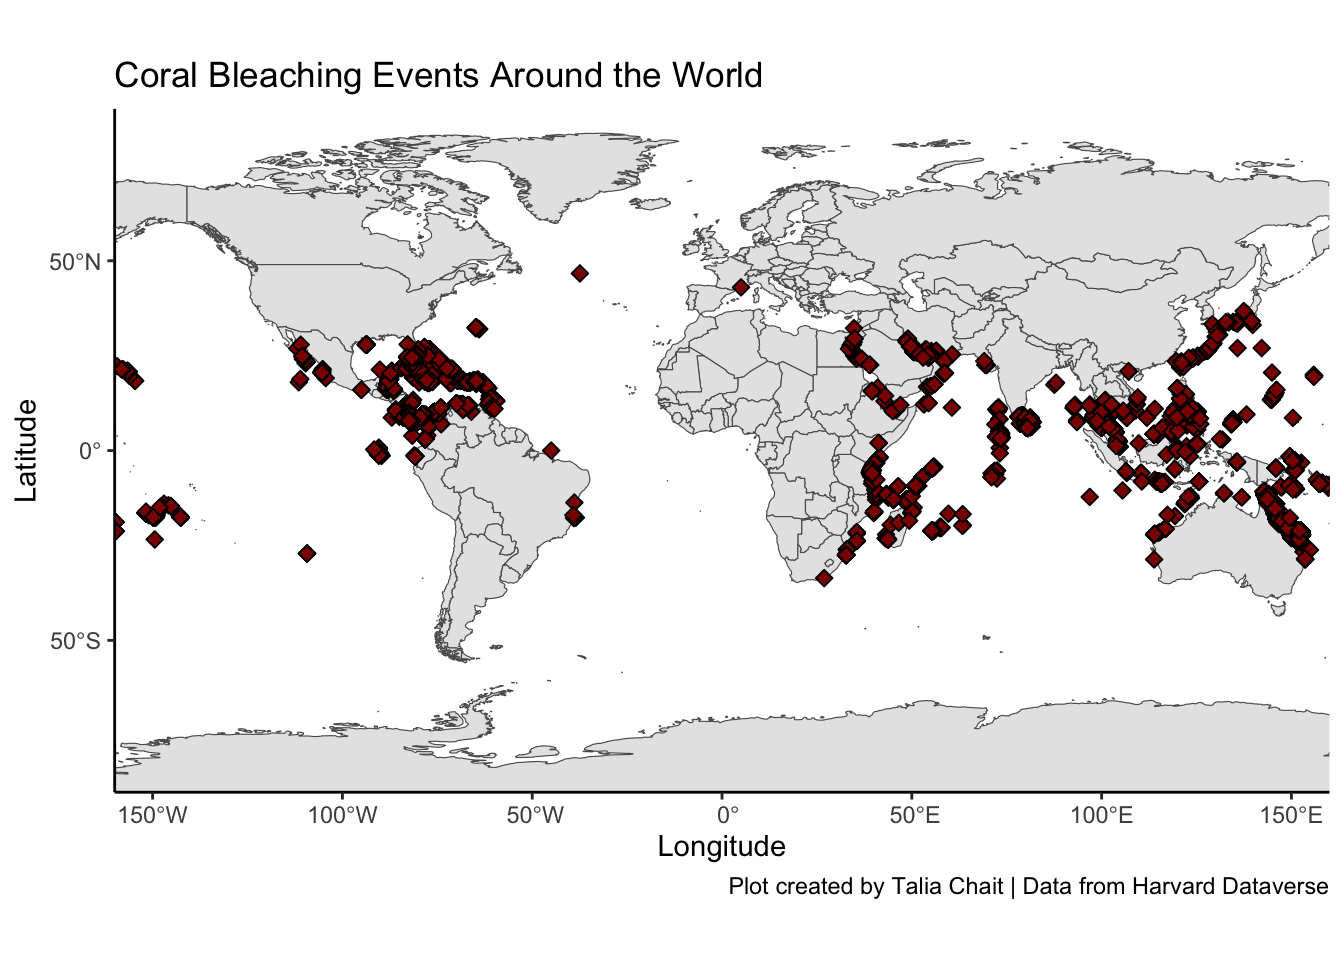 Coral Bleaching Events Around the World
Latitude
50°N
0°
50°S
150°W 100°W 50°W 0° 50°E 100°E 150°E
Longitude
Plot created by Talia Chait | Data from Harvard Dataverse